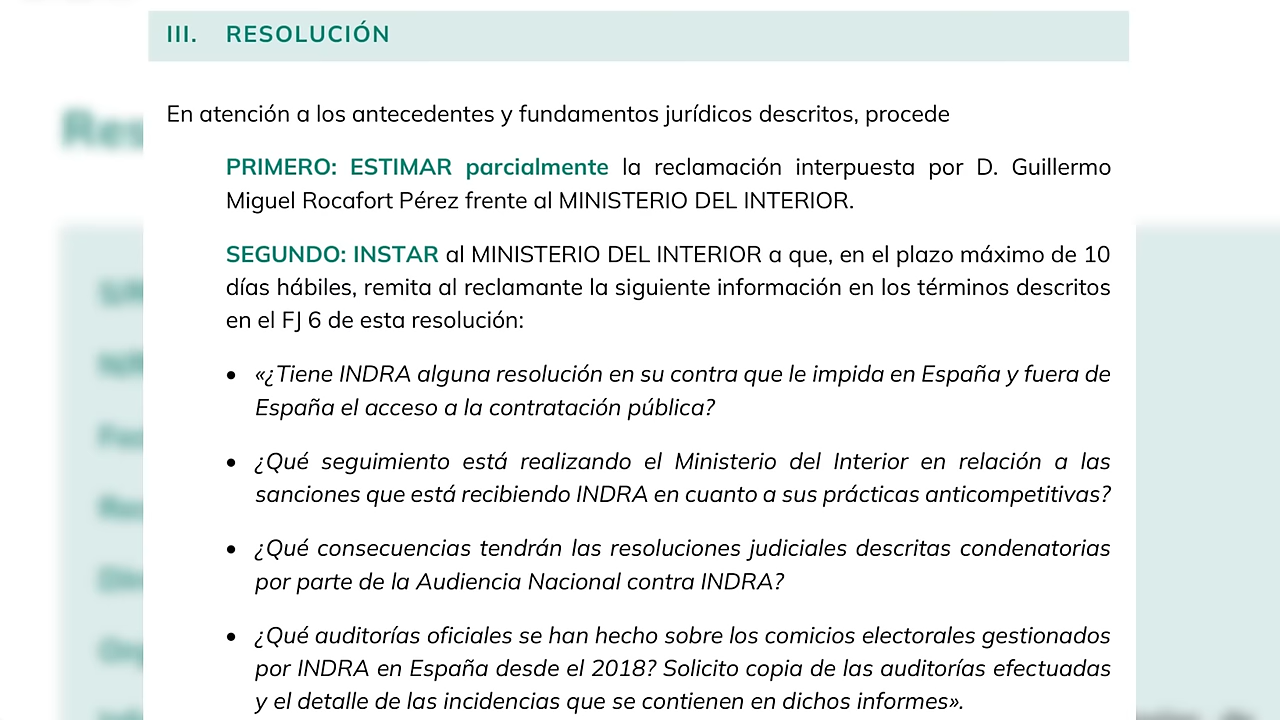 III. RESOLUCIÓN
En atención a los antecedentes y fundamentos jurídicos descritos, procede
PRIMERO: ESTIMAR parcialmente la reclamación interpuesta por D. Guillermo
Miguel Rocafort Pérez frente al MINISTERIO DEL INTERIOR.
SEGUNDO: INSTAR al MINISTERIO DEL INTERIOR a que, en el plazo máximo de 10
días hábiles, remita al reclamante la siguiente información en los términos descritos
en el FJ 6 de esta resolución:
• «¿Tiene INDRA alguna resolución en su contra que le impida en España y fuera de
España el acceso a la contratación pública?
• ¿Qué seguimiento está realizando el Ministerio del Interior en relación a las
sanciones que está recibiendo INDRA en cuanto a sus prácticas anticompetitivas?
• ¿Qué consecuencias tendrán las resoluciones judiciales descritas condenatorias
por parte de la Audiencia Nacional contra INDRA?
• ¿Qué auditorías oficiales se han hecho sobre los comicios electorales gestionados
por INDRA en España desde el 2018? Solicito copia de las auditorías efectuadas
y el detalle de las incidencias que se contienen en dichos informes».